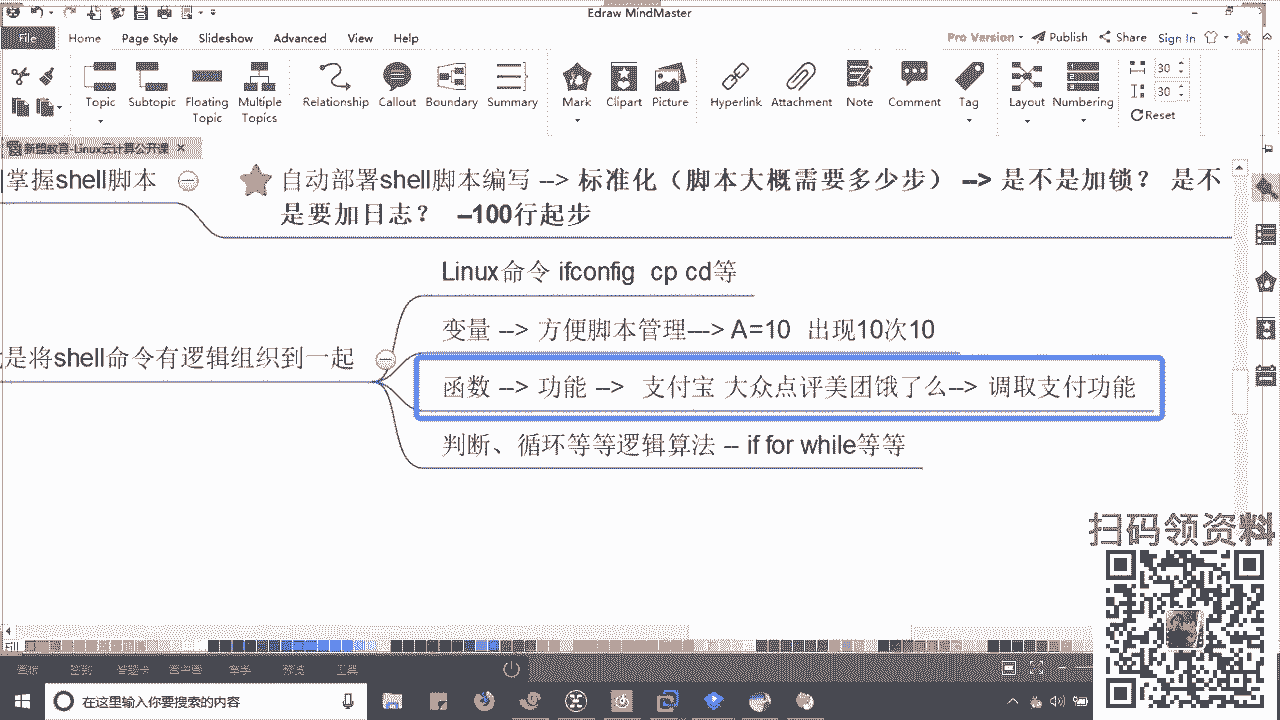 Edraw MindMaster
File Home Page Style Slideshow Advanced View Help Pro Version Publish Share Sign In
Topic Subtopic Floating Topic Multiple Topics Relationship Callout Boundary Summary Mark Clipart Picture Hyperlink Attachment Note Comment Tag Layout Numbering 30 30 Reset
新盟教育-Linux云计算公开课
掌握shell脚本
自动部署shell脚本编写 --> 标准化（脚本大概需要多少步） --> 是不是加锁？ 是不
是要加日志？ –100行起步
Linux命令 ifconfig cp cd等
变量 --> 方便脚本管理---> A=10 出现10次10
是将shell命令有逻辑组织到一起
函数 --> 功能 --> 支付宝 大众点评美团饿了么--> 调取支付功能
判断、循环等等逻辑算法 -- if for while等等
扫码领资料
Fill
工具
在这里输入你要搜索的内容